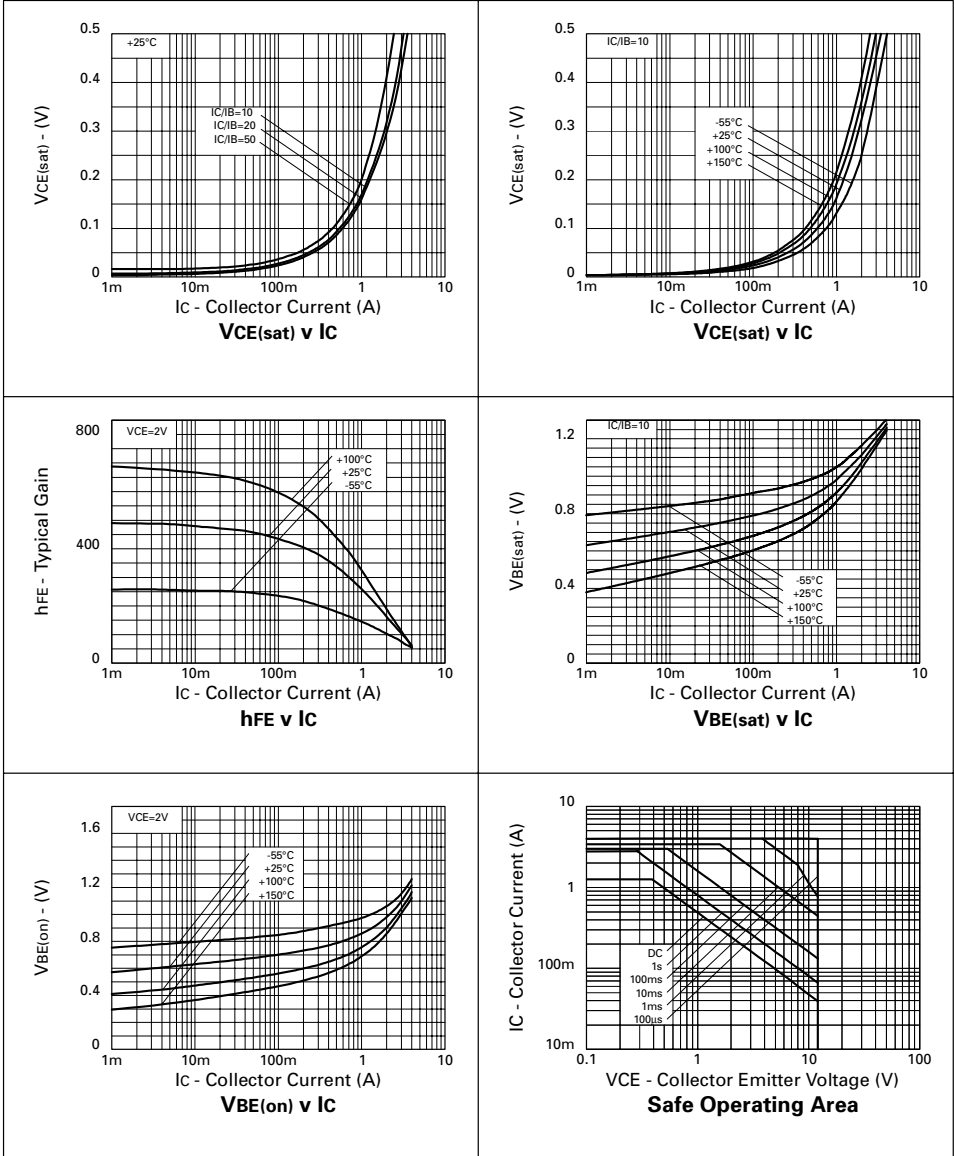 0.5
+25°C
0.4
0.3
0.2
0.1
0
IC/IB=10
IC/IB=20
IC/IB=50
VCE(sat) - (V)
1m
10m
100m
1
10
IC - Collector Current (A)
VCE(sat) v IC
0.5
IC/IB=10
0.4
0.3
0.2
0.1
0
-55°C
+25°C
+100°C
+150°C
VCE(sat) - (V)
1m
10m
100m
1
10
IC - Collector Current (A)
VCE(sat) v IC
800
VCE=2V
400
0
+100°C
+25°C
-55°C
hFE - Typical Gain
1m
10m
100m
1
10
IC - Collector Current (A)
hFE v IC
IC/IB=10
1.2
0.8
0.4
0
-55°C
+25°C
+100°C
+150°C
VBE(sat) - (V)
1m
10m
100m
1
10
IC - Collector Current (A)
VBE(sat) v IC
1.6
VCE=2V
1.2
0.8
0.4
0
-55°C
+25°C
+100°C
+150°C
VBE(on) - (V)
1m
10m
100m
1
10
IC - Collector Current (A)
VBE(on) v IC
10
1
100m
10m
DC
1s
100ms
10ms
1ms
100µs
IC - Collector Current (A)
0.1
1
10
100
VCE - Collector Emitter Voltage (V)
Safe Operating Area